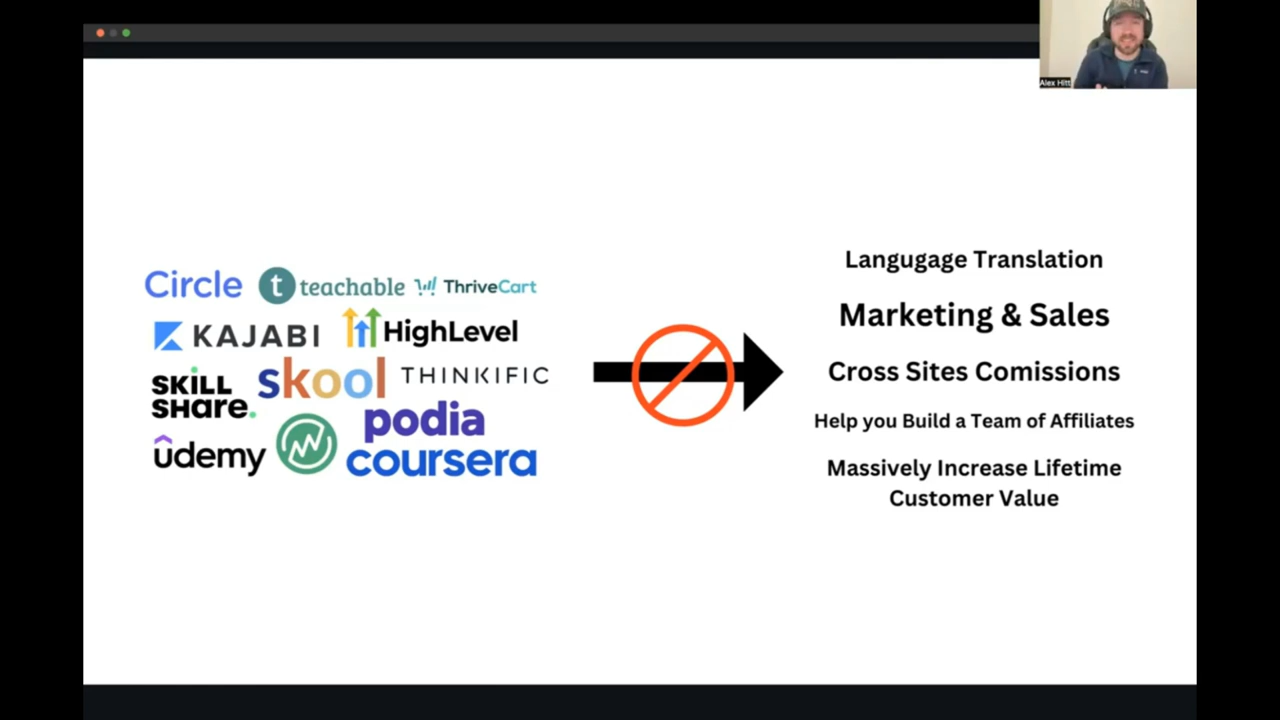 Alex Hitt
Circle
teachable
ThriveCart
KAJABI
HighLevel
SKILL
SHARE.
skool
THINKIFIC
podia
udemy
coursera
Langugage Translation
Marketing & Sales
Cross Sites Comissions
Help you Build a Team of Affiliates
Massively Increase Lifetime
Customer Value